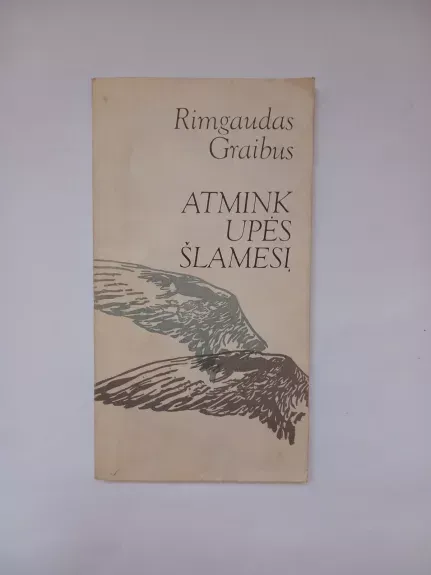 Rimgaudas
Graibus
ATMINK
UPĖS
ŠLAMESĮ